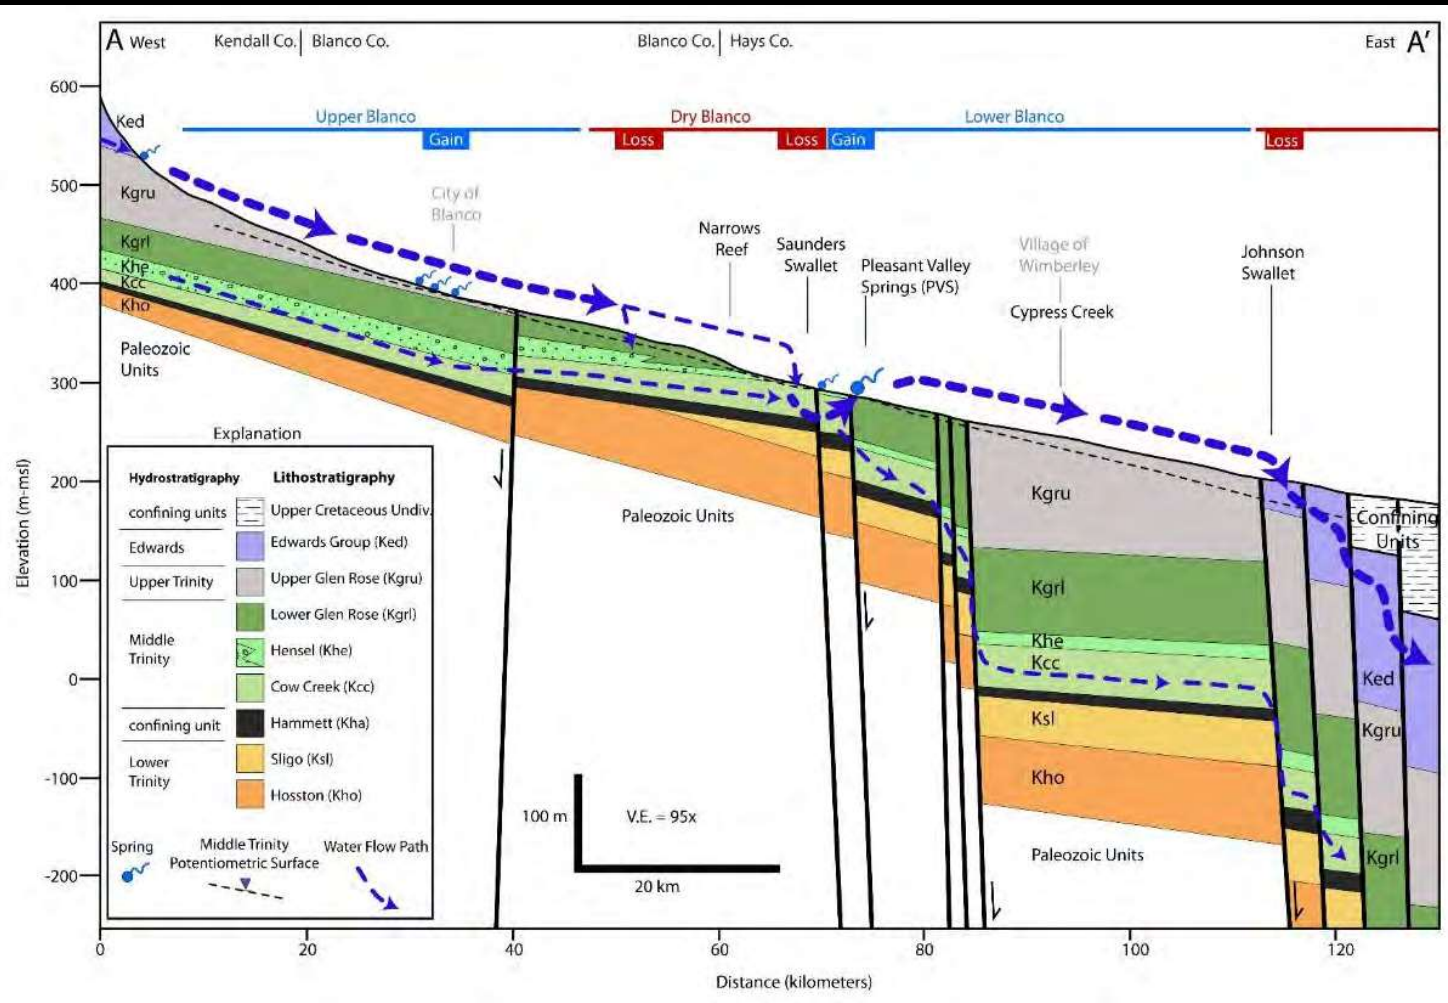 A West
Kendall Co. Blanco Co.
Blanco Co. Hays Co.
East A′
600
500
400
300
200
100
0
-100
-200
Elevation (m-msl)
Upper Blanco
Dry Blanco
Lower Blanco
Gain
Loss
Loss
Gain
Loss
Ked
Kgru
Kgrl
Khe
Kcc
Kho
Paleozoic
Units
City of
Blanco
Narrows
Reef
Saunders
Swallet
Pleasant Valley
Springs (PVS)
Village of
Wimberley
Cypress Creek
Johnson
Swallet
Paleozoic Units
Kgru
Kgrl
Khe
Kcc
Ksl
Kho
Paleozoic Units
Confining
Units
Ked
Kgru
Kgrl
Explanation
Hydrostratigraphy Lithostratigraphy
confining units Upper Cretaceous Undiv.
Edwards Edwards Group (Ked)
Upper Trinity Upper Glen Rose (Kgru)
Lower Glen Rose (Kgrl)
Middle
Trinity
Hensel (Khe)
Cow Creek (Kcc)
confining unit Hammett (Kha)
Lower
Trinity
Sligo (Ksl)
Hosston (Kho)
Spring
Middle Trinity
Potentiometric Surface
Water Flow Path
100 m
V.E. = 95x
20 km
0 20 40 60 80 100 120
Distance (kilometers)